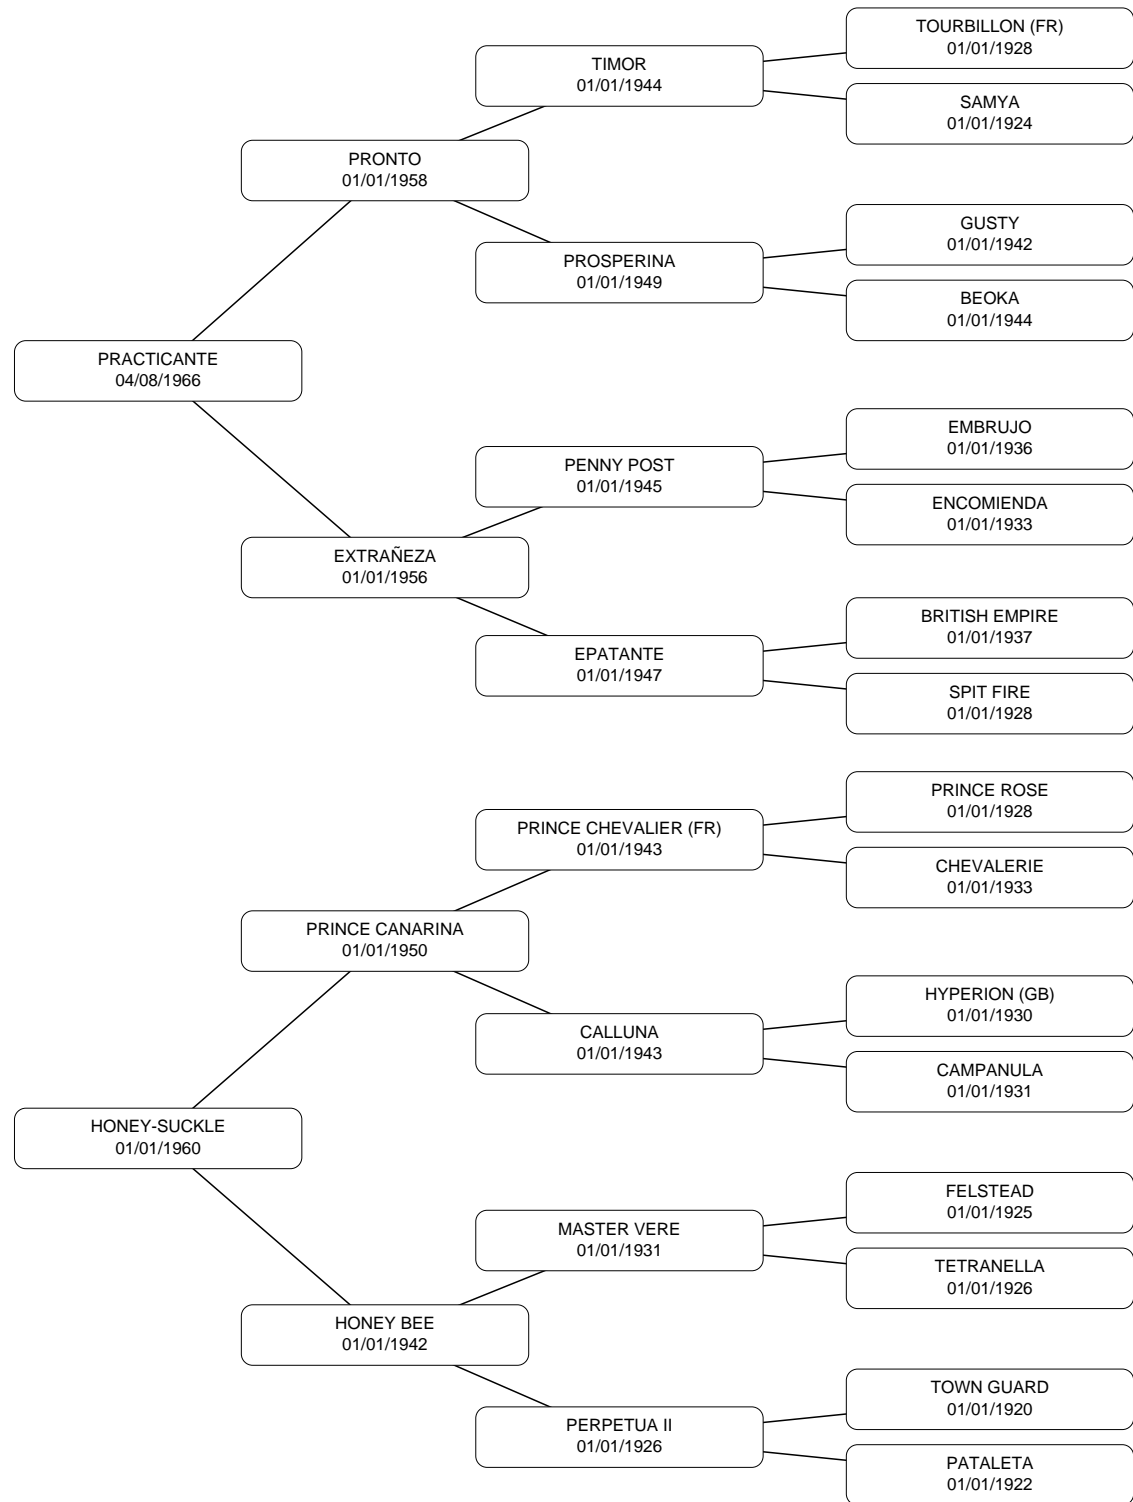 TOURBILLON (FR)
01/01/1928
TIMOR
01/01/1944
SAMYA
01/01/1924
PRONTO
01/01/1958
GUSTY
01/01/1942
PROSPERINA
01/01/1949
BEOKA
01/01/1944
PRACTICANTE
04/08/1966
EMBRUJO
01/01/1936
PENNY POST
01/01/1945
ENCOMIENDA
01/01/1933
EXTRAÑEZA
01/01/1956
BRITISH EMPIRE
01/01/1937
EPATANTE
01/01/1947
SPIT FIRE
01/01/1928
PRINCE ROSE
01/01/1928
PRINCE CHEVALIER (FR)
01/01/1943
CHEVALERIE
01/01/1933
PRINCE CANARINA
01/01/1950
HYPERION (GB)
01/01/1930
CALLUNA
01/01/1943
CAMPANULA
01/01/1931
HONEY-SUCKLE
01/01/1960
FELSTEAD
01/01/1925
MASTER VERE
01/01/1931
TETRANELLA
01/01/1926
HONEY BEE
01/01/1942
TOWN GUARD
01/01/1920
PERPETUA II
01/01/1926
PATALETA
01/01/1922